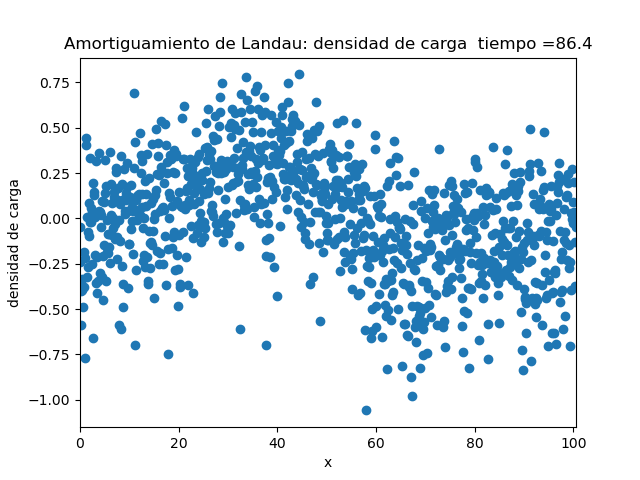 Amortiguamiento de Landau: densidad de carga  tiempo =86.4
0.75
0.50
0.25
0.00
−0.25
−0.50
−0.75
−1.00
densidad de carga
0 20 40 60 80 100
x